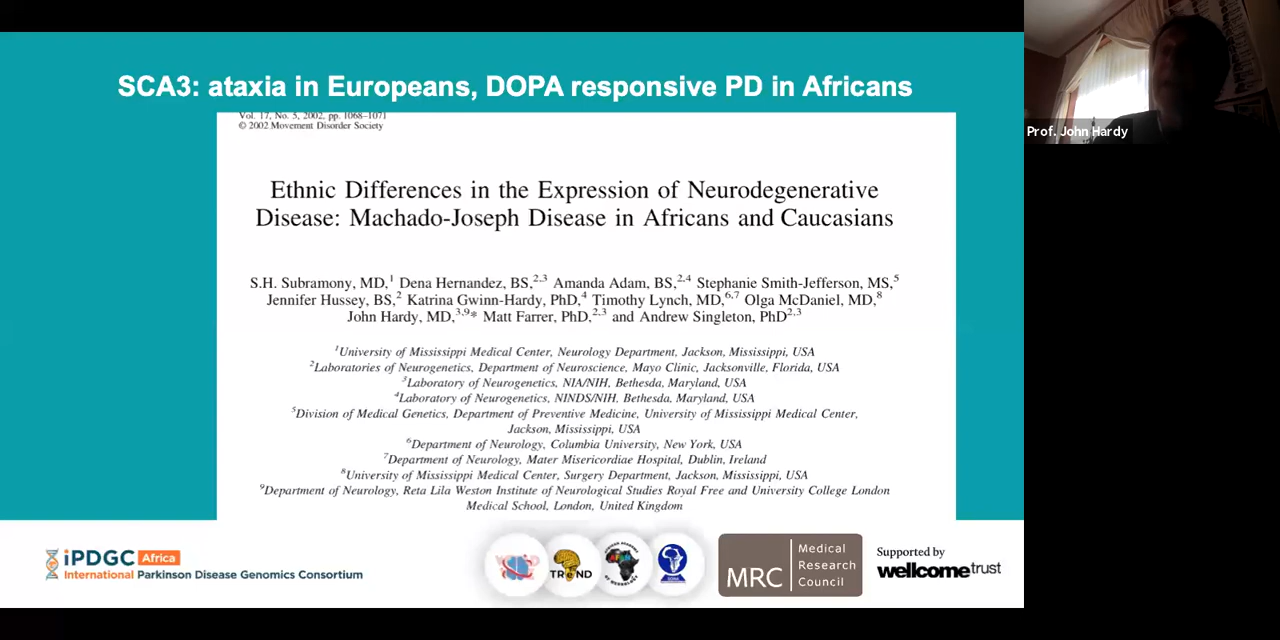 SCA3: ataxia in Europeans, DOPA responsive PD in Africans
Vol. 17, No. 5, 2002, pp. 1068–1071
© 2002 Movement Disorder Society
Ethnic Differences in the Expression of Neurodegenerative
Disease: Machado-Joseph Disease in Africans and Caucasians
S.H. Subramony, MD,1 Dena Hernandez, BS,2,3 Amanda Adam, BS,2,4 Stephanie Smith-Jefferson, MS,5
Jennifer Hussey, BS,2 Katrina Gwinn-Hardy, PhD,4 Timothy Lynch, MD,6,7 Olga McDaniel, MD,8
John Hardy, MD,3,9* Matt Farrer, PhD,2,3 and Andrew Singleton, PhD2,3
1University of Mississippi Medical Center, Neurology Department, Jackson, Mississippi, USA
2Laboratories of Neurogenetics, Department of Neuroscience, Mayo Clinic, Jacksonville, Florida, USA
3Laboratory of Neurogenetics, NIA/NIH, Bethesda, Maryland, USA
4Laboratory of Neurogenetics, NINDS/NIH, Bethesda, Maryland, USA
5Division of Medical Genetics, Department of Preventive Medicine, University of Mississippi Medical Center,
Jackson, Mississippi, USA
6Department of Neurology, Columbia University, New York, USA
7Department of Neurology, Mater Misericordiae Hospital, Dublin, Ireland
8University of Mississippi Medical Center, Surgery Department, Jackson, Mississippi, USA
9Department of Neurology, Reta Lila Weston Institute of Neurological Studies Royal Free and University College London
Medical School, London, United Kingdom
iPDGC Africa
International Parkinson Disease Genomics Consortium
TReND
MRC
Medical
Research
Council
Supported by
wellcometrust
Prof. John Hardy